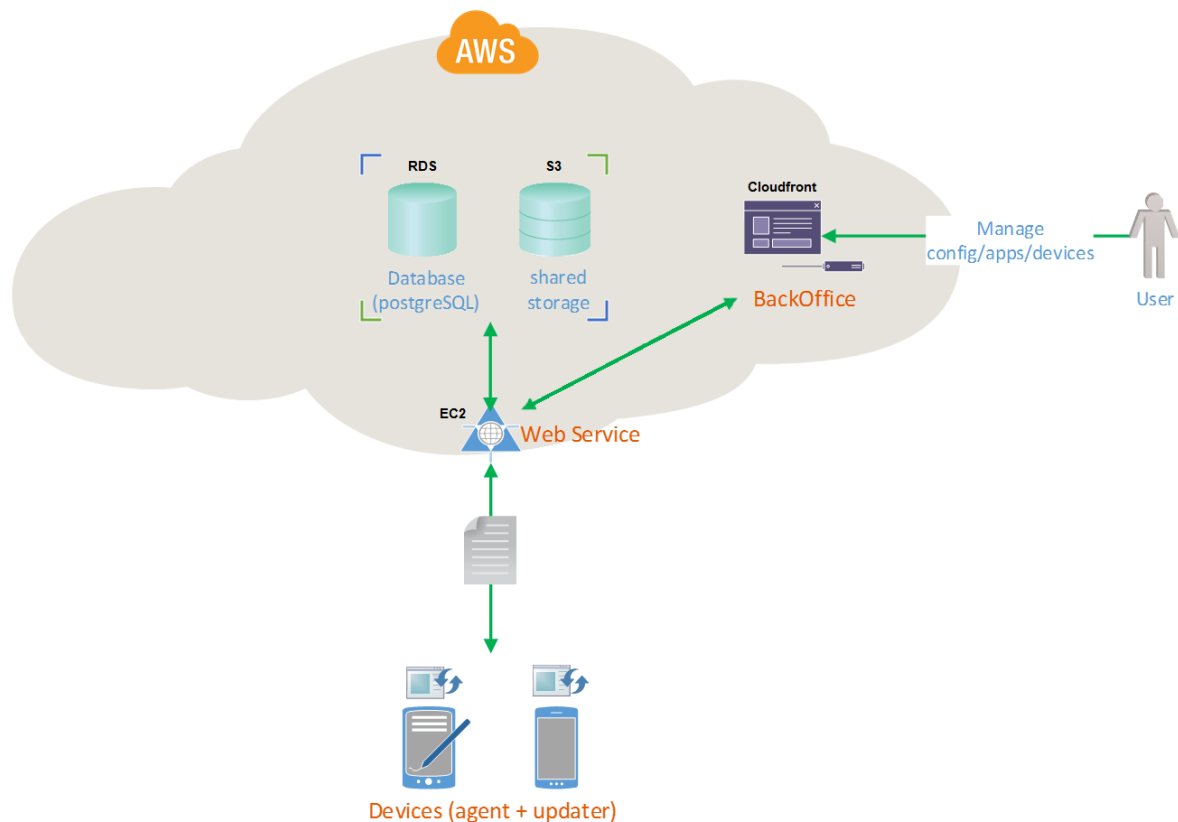 AWS
RDS
S3
Cloudfront
Database
(postgreSQL)
shared
storage
BackOffice
Manage
config/apps/devices
User
EC2
Web Service
Devices (agent + updater)